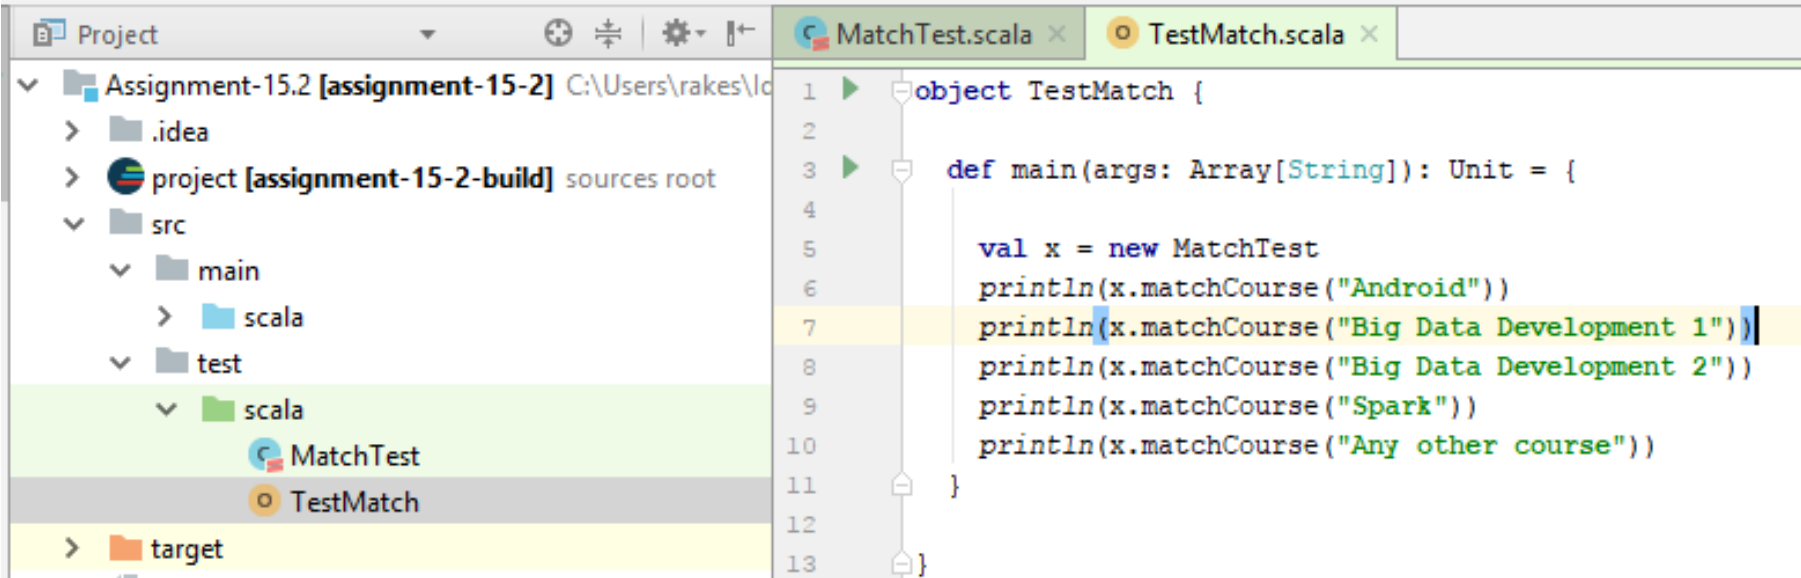 Project
Assignment-15.2 [assignment-15-2] C:\Users\rakes\Id
.idea
project [assignment-15-2-build] sources root
src
main
scala
test
scala
MatchTest
TestMatch
target
MatchTest.scala
TestMatch.scala
1 object TestMatch {
2
3 def main(args: Array[String]): Unit = {
4
5 val x = new MatchTest
6 println(x.matchCourse("Android"))
7 println(x.matchCourse("Big Data Development 1"))
8 println(x.matchCourse("Big Data Development 2"))
9 println(x.matchCourse("Spark"))
10 println(x.matchCourse("Any other course"))
11 }
12
13 }